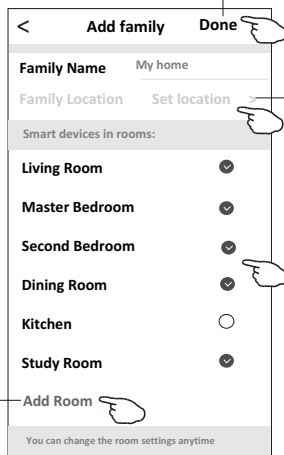 < Add family Done
Family Name My home
Family Location Set location >
Smart devices in rooms:
Living Room
Master Bedroom
Second Bedroom
Dining Room
Kitchen
Study Room
Add Room
You can change the room settings anytime